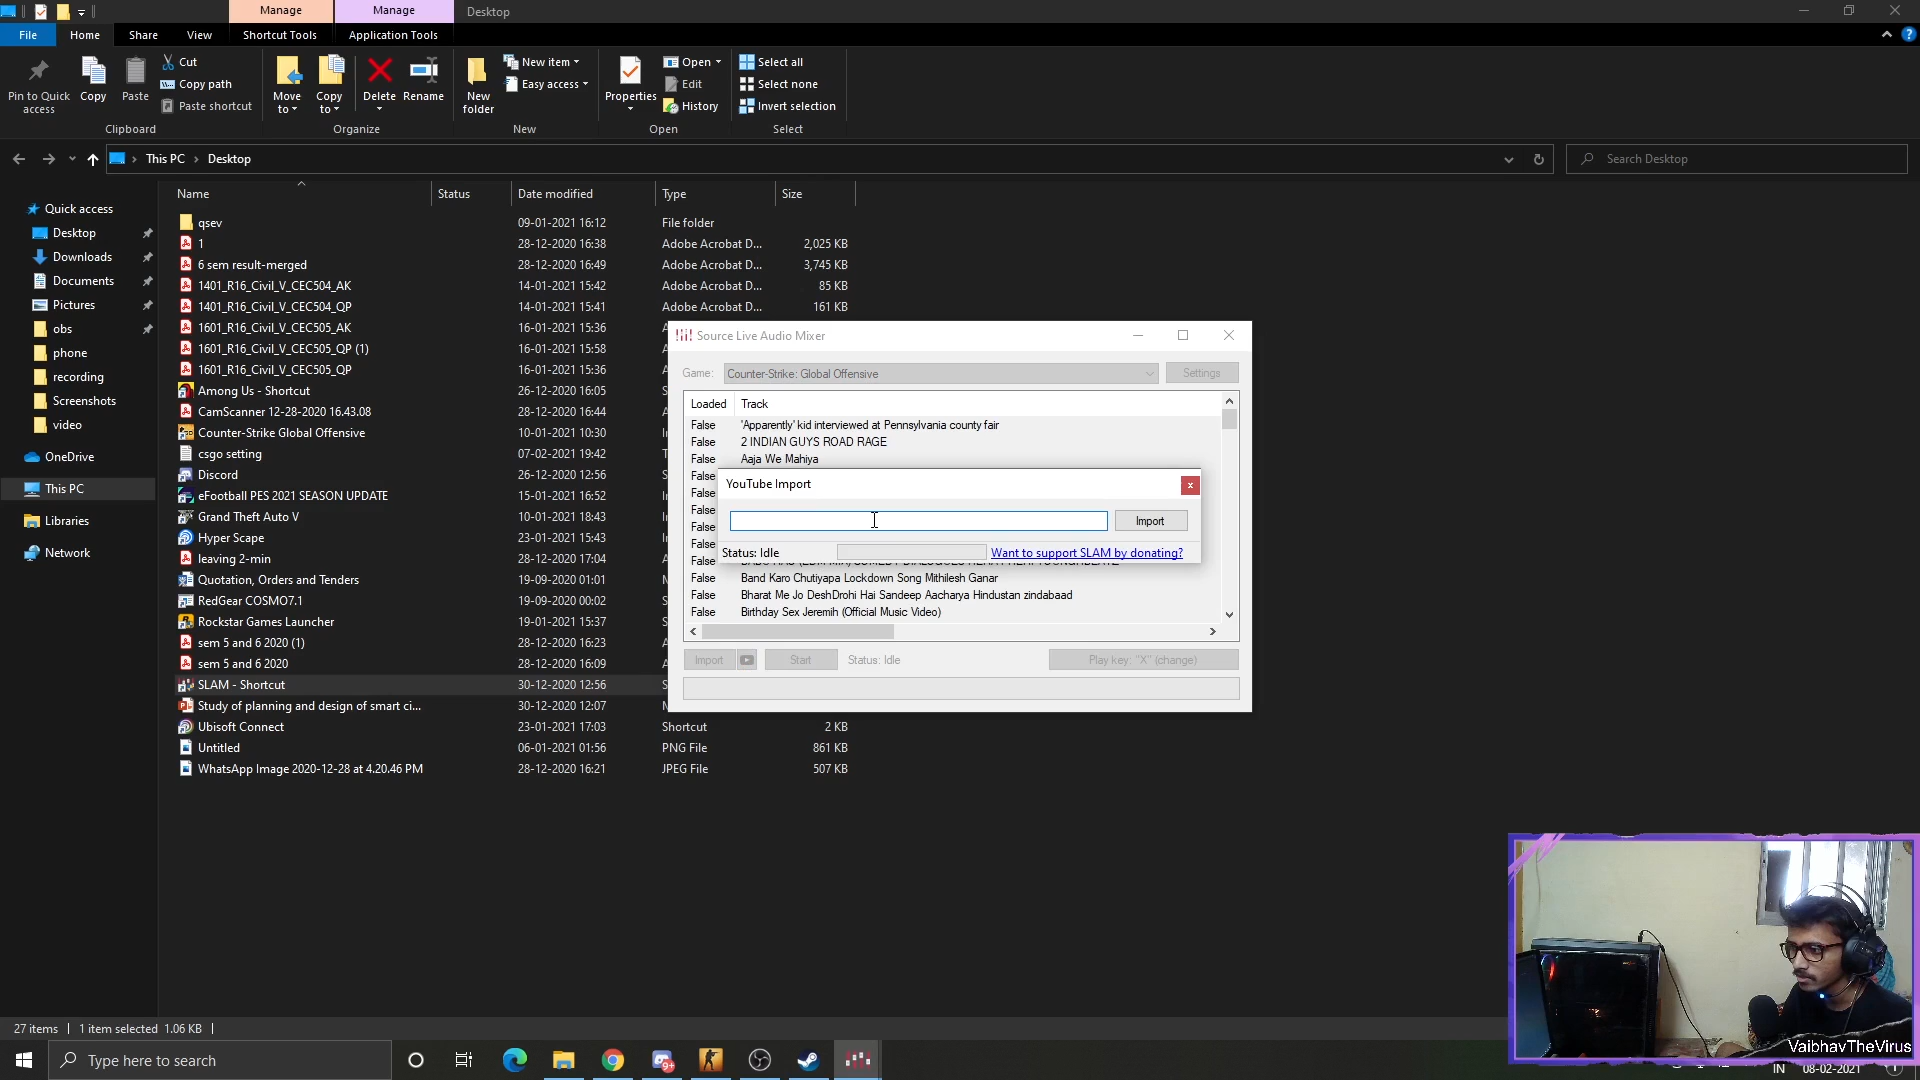 Manage
Manage
Desktop
File
Home
Share
View
Shortcut Tools
Application Tools
Pin to Quick access
Copy
Paste
Cut
Copy path
Paste shortcut
Clipboard
Move to
Copy to
Delete
Rename
Organize
New folder
New item
Easy access
New
Properties
Open
Edit
History
Open
Select all
Select none
Invert selection
Select
This PC > Desktop
Search Desktop
Name Status Date modified Type Size
Quick access
Desktop
Downloads
Documents
Pictures
obs
phone
recording
Screenshots
video
OneDrive
This PC
Libraries
Network
qsev 09-01-2021 16:12 File folder
1 28-12-2020 16:38 Adobe Acrobat D... 2,025 KB
6 sem result-merged 28-12-2020 16:49 Adobe Acrobat D... 3,745 KB
1401_R16_Civil_V_CEC504_AK 14-01-2021 15:42 Adobe Acrobat D... 85 KB
1401_R16_Civil_V_CEC504_QP 14-01-2021 15:41 Adobe Acrobat D... 161 KB
1601_R16_Civil_V_CEC505_AK 16-01-2021 15:36
1601_R16_Civil_V_CEC505_QP (1) 16-01-2021 15:58
1601_R16_Civil_V_CEC505_QP 16-01-2021 15:36
Among Us - Shortcut 26-12-2020 16:05
CamScanner 12-28-2020 16.43.08 28-12-2020 16:44
Counter-Strike Global Offensive 10-01-2021 10:30
csgo setting 07-02-2021 19:42
Discord 26-12-2020 12:56
eFootball PES 2021 SEASON UPDATE 15-01-2021 16:52
Grand Theft Auto V 10-01-2021 18:43
Hyper Scape 23-01-2021 15:43
leaving 2-min 28-12-2020 17:04
Quotation, Orders and Tenders 19-09-2020 01:01
RedGear COSMO7.1 19-09-2020 00:02
Rockstar Games Launcher 19-01-2021 15:37
sem 5 and 6 2020 (1) 28-12-2020 16:23
sem 5 and 6 2020 28-12-2020 16:09
SLAM - Shortcut 30-12-2020 12:56
Study of planning and design of smart ci... 30-12-2020 12:07
Ubisoft Connect 23-01-2021 17:03 Shortcut 2 KB
Untitled 06-01-2021 01:56 PNG File 861 KB
WhatsApp Image 2020-12-28 at 4.20.46 PM 28-12-2020 16:21 JPEG File 507 KB
Source Live Audio Mixer
Game: Counter-Strike: Global Offensive Settings
Loaded Track
False 'Apparently' kid interviewed at Pennsylvania county fair
False 2 INDIAN GUYS ROAD RAGE
False Aaja We Mahiya
False
False
False
False
False
False
YouTube Import
x
Import
Status: Idle
Want to support SLAM by donating?
False Band Karo Chutiyapa Lockdown Song Mithilesh Ganar
False Bharat Me Jo DeshDrohi Hai Sandeep Aacharya Hindustan zindabaad
False Birthday Sex Jeremih (Official Music Video)
Import Start Status: Idle Play key: "X" (change)
27 items 1 item selected 1.06 KB
Type here to search
VaibhavTheVirus
IN 08-02-2021